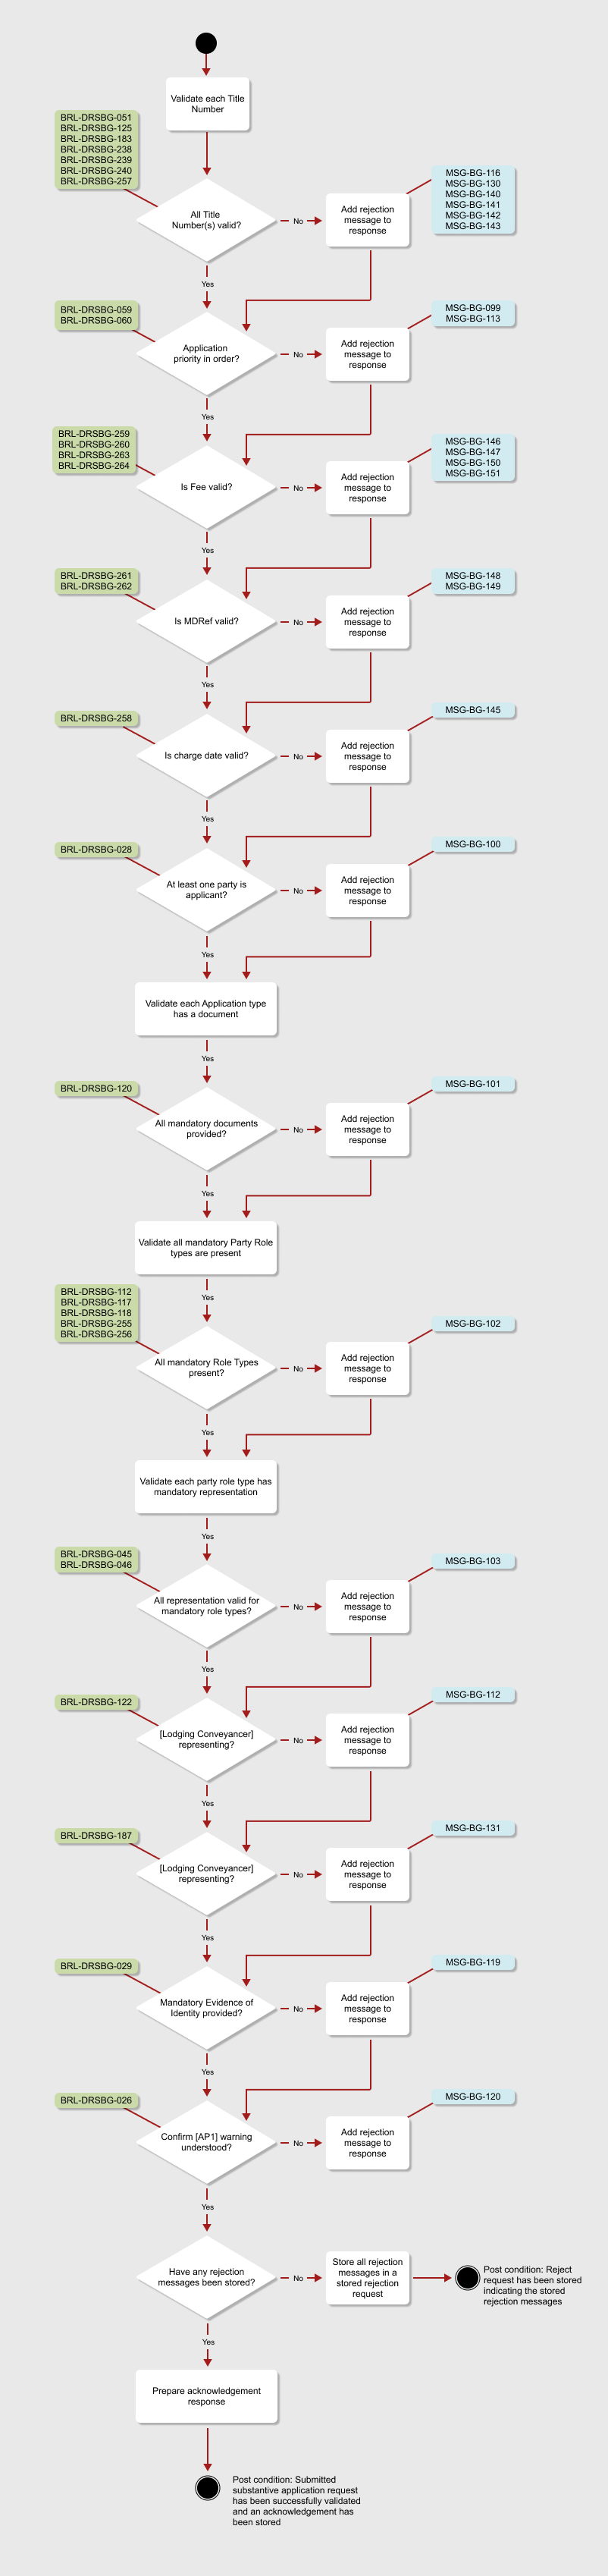 Validate each Title
Number
BRL-DRSBG-051
BRL-DRSBG-125
BRL-DRSBG-183
BRL-DRSBG-238
BRL-DRSBG-239
BRL-DRSBG-240
BRL-DRSBG-257
All Title
Number(s) valid?
No
Add rejection
message to
response
MSG-BG-116
MSG-BG-130
MSG-BG-140
MSG-BG-141
MSG-BG-142
MSG-BG-143
Yes
BRL-DRSBG-059
BRL-DRSBG-060
Application
priority in order?
No
Add rejection
message to
response
MSG-BG-099
MSG-BG-113
Yes
BRL-DRSBG-259
BRL-DRSBG-260
BRL-DRSBG-263
BRL-DRSBG-264
Is Fee valid?
No
Add rejection
message to
response
MSG-BG-146
MSG-BG-147
MSG-BG-150
MSG-BG-151
Yes
BRL-DRSBG-261
BRL-DRSBG-262
Is MDRef valid?
No
Add rejection
message to
response
MSG-BG-148
MSG-BG-149
Yes
BRL-DRSBG-258
Is charge date valid?
No
Add rejection
message to
response
MSG-BG-145
Yes
BRL-DRSBG-028
At least one party is
applicant?
No
Add rejection
message to
response
MSG-BG-100
Yes
Validate each Application type
has a document
Yes
BRL-DRSBG-120
All mandatory documents
provided?
No
Add rejection
message to
response
MSG-BG-101
Yes
Validate all mandatory Party Role
types are present
Yes
BRL-DRSBG-112
BRL-DRSBG-117
BRL-DRSBG-118
BRL-DRSBG-255
BRL-DRSBG-256
All mandatory Role Types
present?
No
Add rejection
message to
response
MSG-BG-102
Yes
Validate each party role type has
mandatory representation
Yes
BRL-DRSBG-045
BRL-DRSBG-046
All representation valid for
mandatory role types?
No
Add rejection
message to
response
MSG-BG-103
Yes
BRL-DRSBG-122
[Lodging Conveyancer]
representing?
No
Add rejection
message to
response
MSG-BG-112
Yes
BRL-DRSBG-187
[Lodging Conveyancer]
representing?
No
Add rejection
message to
response
MSG-BG-131
Yes
BRL-DRSBG-029
Mandatory Evidence of
Identity provided?
No
Add rejection
message to
response
MSG-BG-119
Yes
BRL-DRSBG-026
Confirm [AP1] warning
understood?
No
Add rejection
message to
response
MSG-BG-120
Yes
Have any rejection
messages been stored?
No
Store all rejection
messages in a
stored rejection
request
Post condition: Reject
request has been stored
indicating the stored
rejection messages
Yes
Prepare acknowledgement
response
Post condition: Submitted
substantive application request
has been successfully validated
and an acknowledgement has
been stored